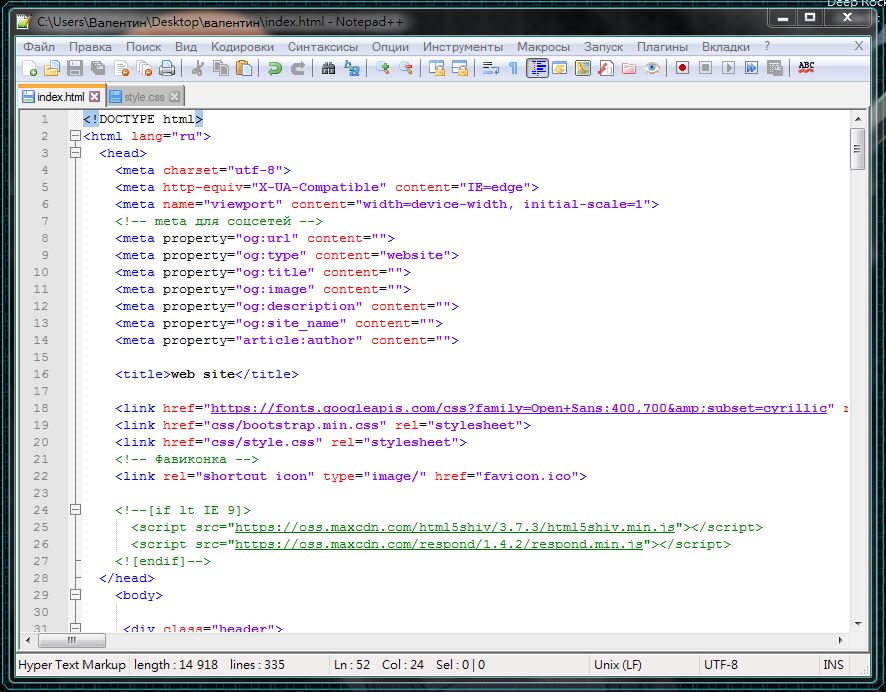 Deep Rock
C:\Users\Валентин\Desktop\валентин\index.html - Notepad++
Файл Правка Поиск Вид Кодировки Синтаксисы Опции Инструменты Макросы Запуск Плагины Вкладки ? X
ABC
index.html style.css
1 <!DOCTYPE html>
2 <html lang="ru">
3 <head>
4 <meta charset="utf-8">
5 <meta http-equiv="X-UA-Compatible" content="IE=edge">
6 <meta name="viewport" content="width=device-width, initial-scale=1">
7 <!-- meta для соцсетей -->
8 <meta property="og:url" content="">
9 <meta property="og:type" content="website">
10 <meta property="og:title" content="">
11 <meta property="og:image" content="">
12 <meta property="og:description" content="">
13 <meta property="og:site_name" content="">
14 <meta property="article:author" content="">
15
16 <title>web site</title>
17
18 <link href="https://fonts.googleapis.com/css?family=Open+Sans:400,700&amp;subset=cyrillic"
19 <link href="css/bootstrap.min.css" rel="stylesheet">
20 <link href="css/style.css" rel="stylesheet">
21 <!-- Фавиконка -->
22 <link rel="shortcut icon" type="image/" href="favicon.ico">
23
24 <!--[if lt IE 9]>
25 <script src="https://oss.maxcdn.com/html5shiv/3.7.3/html5shiv.min.js"></script>
26 <script src="https://oss.maxcdn.com/respond/1.4.2/respond.min.js"></script>
27 <![endif]-->
28 </head>
29 <body>
30
31 <div class="header">
Hyper Text Markup length : 14 918 lines : 335 Ln : 52 Col : 24 Sel : 0 | 0 Unix (LF) UTF-8 INS